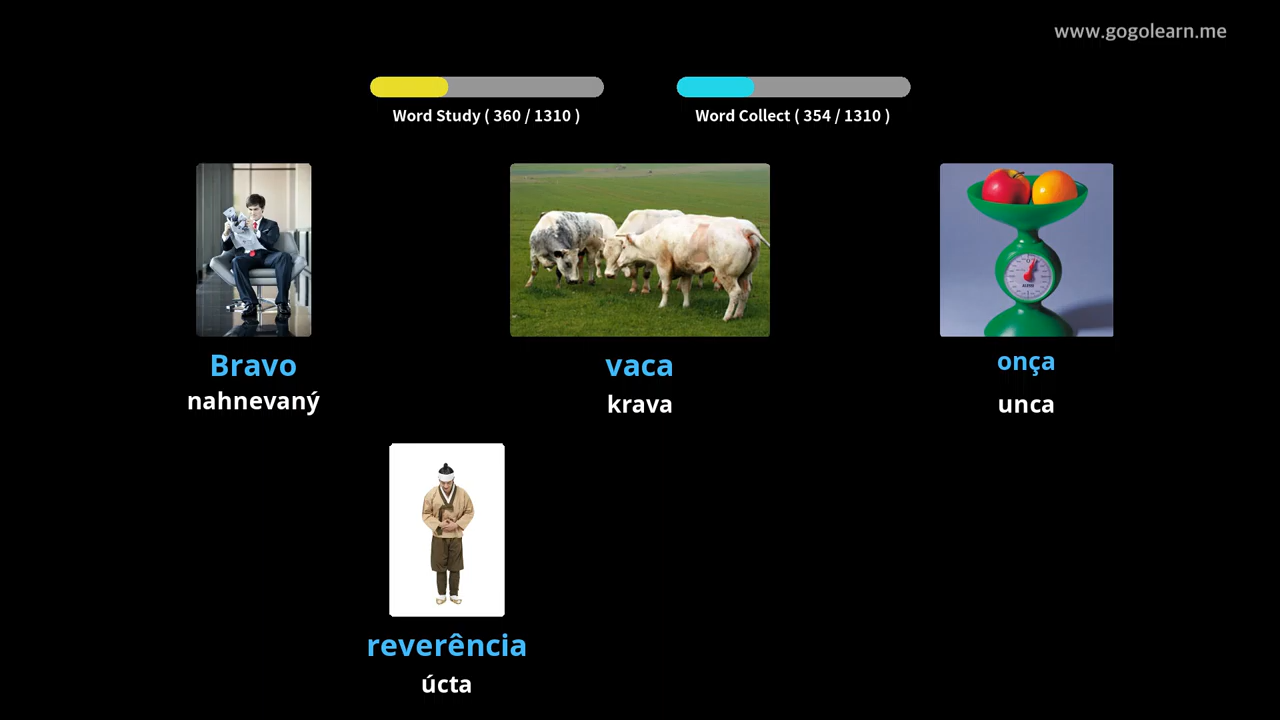 www.gogolearn.me
Word Study ( 360 / 1310 )
Word Collect ( 354 / 1310 )
Bravo
nahnevaný
vaca
krava
onça
unca
reverência
úcta